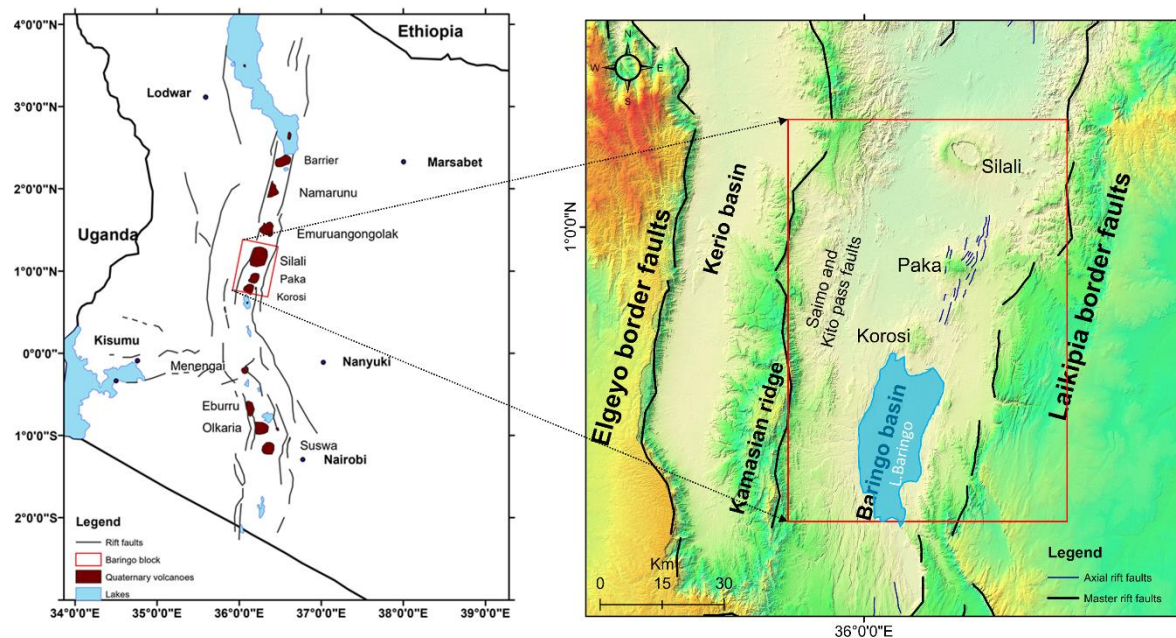 4°0'0"N
3°0'0"N
2°0'0"N
1°0'0"N
0°0'0"
1°0'0"S
2°0'0"S
34°0'0"E
35°0'0"E
36°0'0"E
37°0'0"E
38°0'0"E
39°0'0"E
Ethiopia
Lodwar
Barrier
Marsabet
Namarunu
Uganda
Emuruangongolak
Silali
Paka
Korosi
Kisumu
Menengai
Nanyuki
Eburru
Olkaria
Suswa
Nairobi
Legend
Rift faults
Baringo block
Quaternary volcanoes
Lakes
N
W
E
S
1°0'0"N
Elgeyo border faults
Kerio basin
Kamasian ridge
Saimo and
Kito pass faults
Silali
Paka
Korosi
Baringo basin
L.Baringo
Laikipia border faults
Km
0
15
30
Legend
Axial rift faults
Master rift faults
36°0'0"E